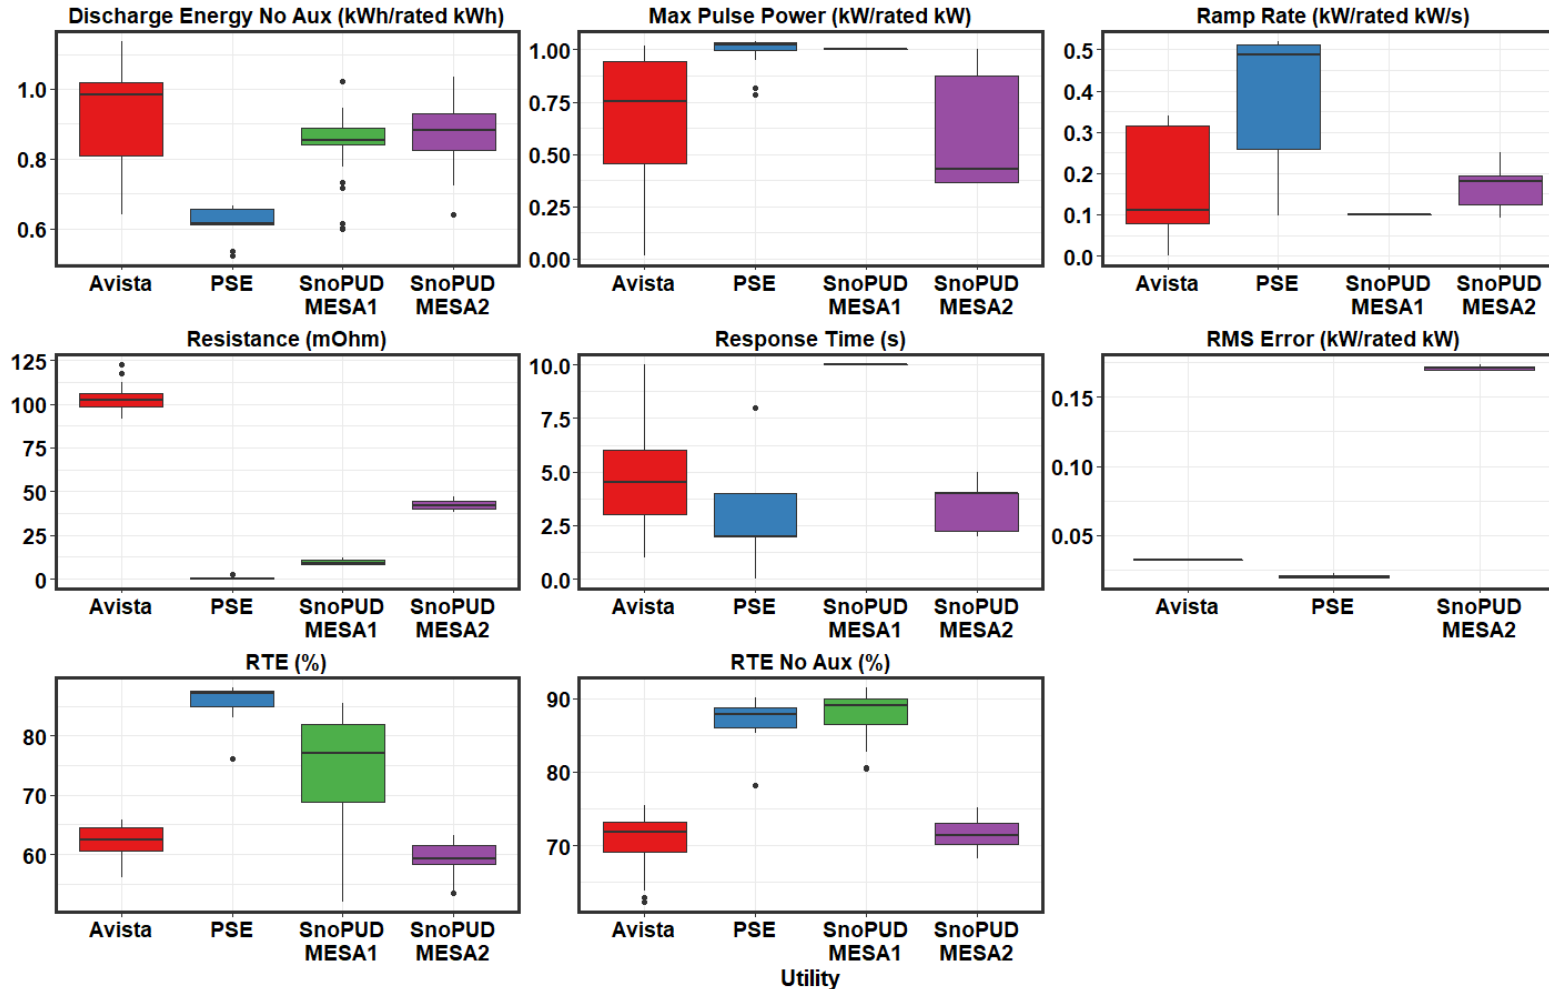 Discharge Energy No Aux (kWh/rated kWh)
1.0
0.8
0.6
Avista PSE SnoPUD MESA1 SnoPUD MESA2
Max Pulse Power (kW/rated kW)
1.00
0.75
0.50
0.25
0.00
Avista PSE SnoPUD MESA1 SnoPUD MESA2
Ramp Rate (kW/rated kW/s)
0.5
0.4
0.3
0.2
0.1
0.0
Avista PSE SnoPUD MESA1 SnoPUD MESA2
Resistance (mOhm)
125
100
75
50
25
0
Avista PSE SnoPUD MESA1 SnoPUD MESA2
Response Time (s)
10.0
7.5
5.0
2.5
0.0
Avista PSE SnoPUD MESA1 SnoPUD MESA2
RMS Error (kW/rated kW)
0.15
0.10
0.05
Avista PSE SnoPUD MESA2
RTE (%)
80
70
60
Avista PSE SnoPUD MESA1 SnoPUD MESA2
RTE No Aux (%)
90
80
70
Avista PSE SnoPUD MESA1 SnoPUD MESA2
Utility